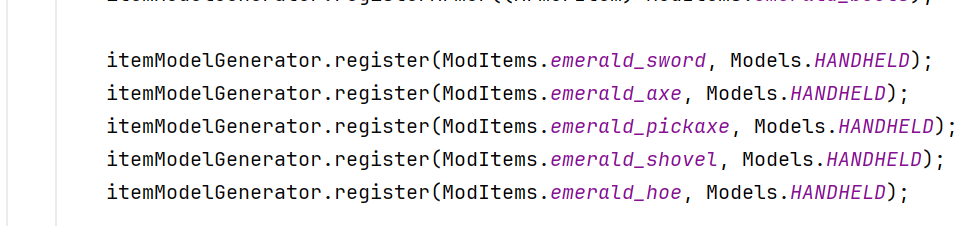 itemModelGenerator.register(ModItems.emerald_sword, Models.HANDHELD);
itemModelGenerator.register(ModItems.emerald_axe, Models.HANDHELD);
itemModelGenerator.register(ModItems.emerald_pickaxe, Models.HANDHELD);
itemModelGenerator.register(ModItems.emerald_shovel, Models.HANDHELD);
itemModelGenerator.register(ModItems.emerald_hoe, Models.HANDHELD);